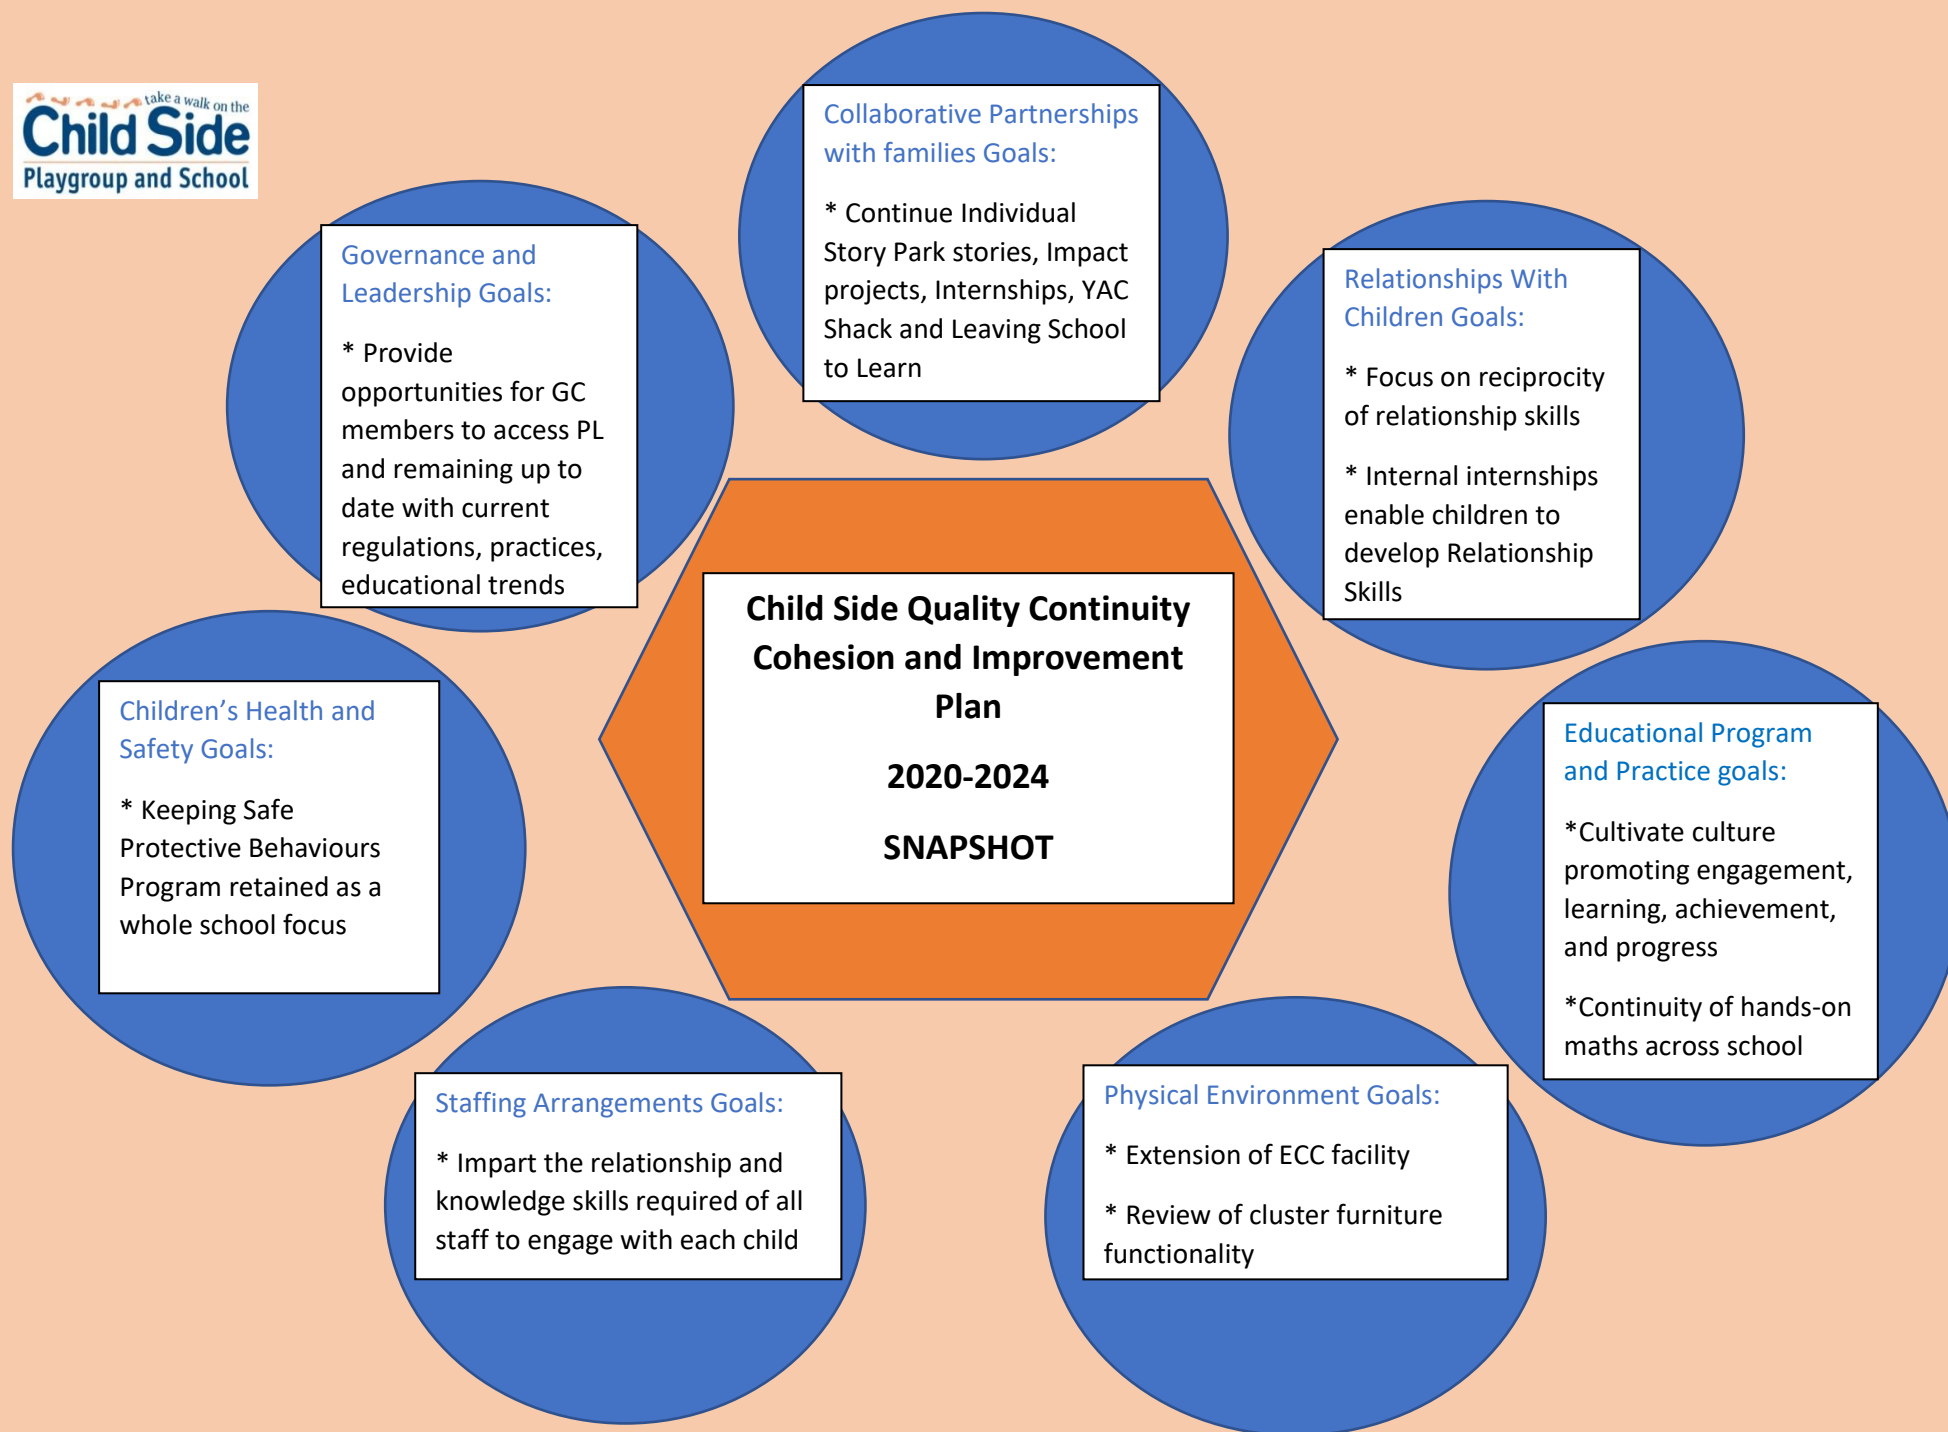 take a walk on the
Child Side
Playgroup and School
Collaborative Partnerships
with families Goals:
* Continue Individual
Story Park stories, Impact
projects, Internships, YAC
Shack and Leaving School
to Learn
Governance and
Leadership Goals:
* Provide
opportunities for GC
members to access PL
and remaining up to
date with current
regulations, practices,
educational trends
Relationships With
Children Goals:
* Focus on reciprocity
of relationship skills
* Internal internships
enable children to
develop Relationship
Skills
Child Side Quality Continuity
Cohesion and Improvement
Plan
2020-2024
SNAPSHOT
Children’s Health and
Safety Goals:
* Keeping Safe
Protective Behaviours
Program retained as a
whole school focus
Educational Program
and Practice goals:
*Cultivate culture
promoting engagement,
learning, achievement,
and progress
*Continuity of hands-on
maths across school
Staffing Arrangements Goals:
* Impart the relationship and
knowledge skills required of all
staff to engage with each child
Physical Environment Goals:
* Extension of ECC facility
* Review of cluster furniture
functionality